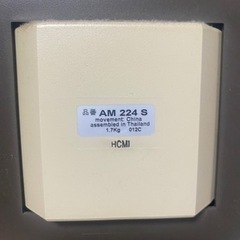 品番 AM 224 S
movement: China
assembled in Thailand
1.7Kg 012C
HCMI